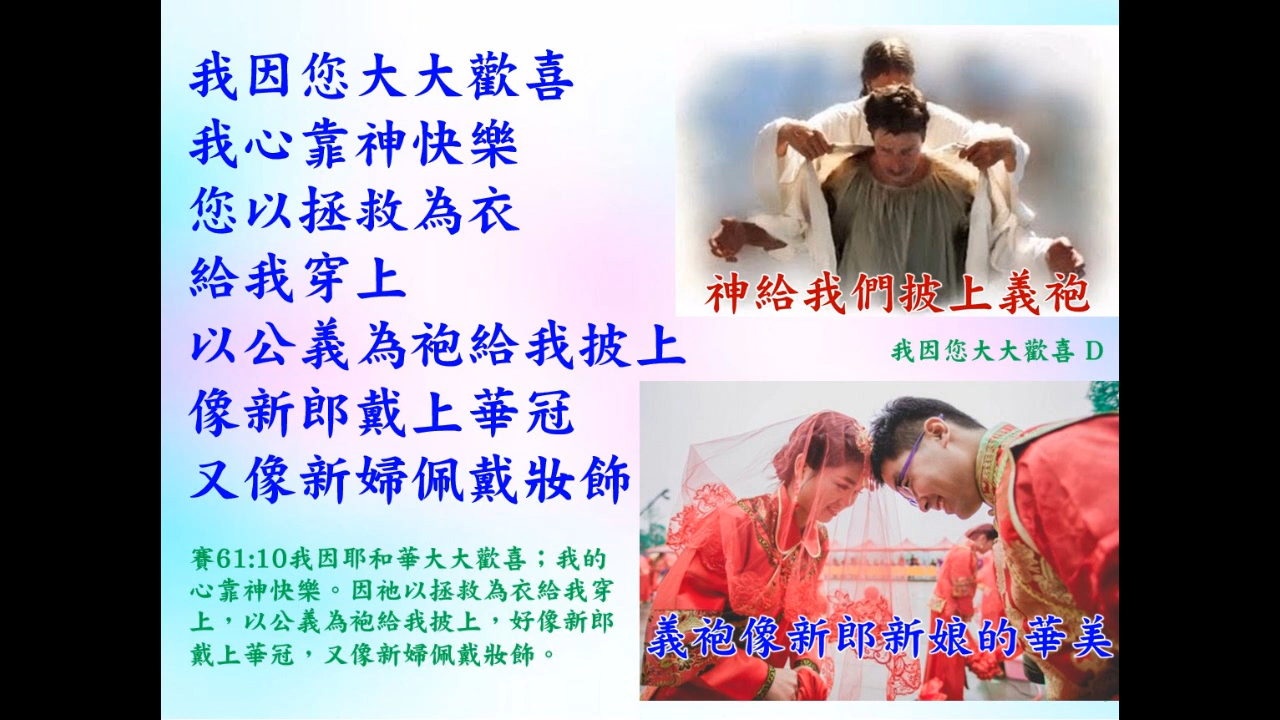 我因您大大歡喜
我心靠神快樂
您以拯救為衣
給我穿上
以公義為袍給我披上
像新郎戴上華冠
又像新婦佩戴妝飾
賽61:10我因耶和華大大歡喜；我的
心靠神快樂。因祂以拯救為衣給我穿
上，以公義為袍給我披上，好像新郎
戴上華冠，又像新婦佩戴妝飾。
神給我們披上義袍
我因您大大歡喜 D
義袍像新郎新娘的華美